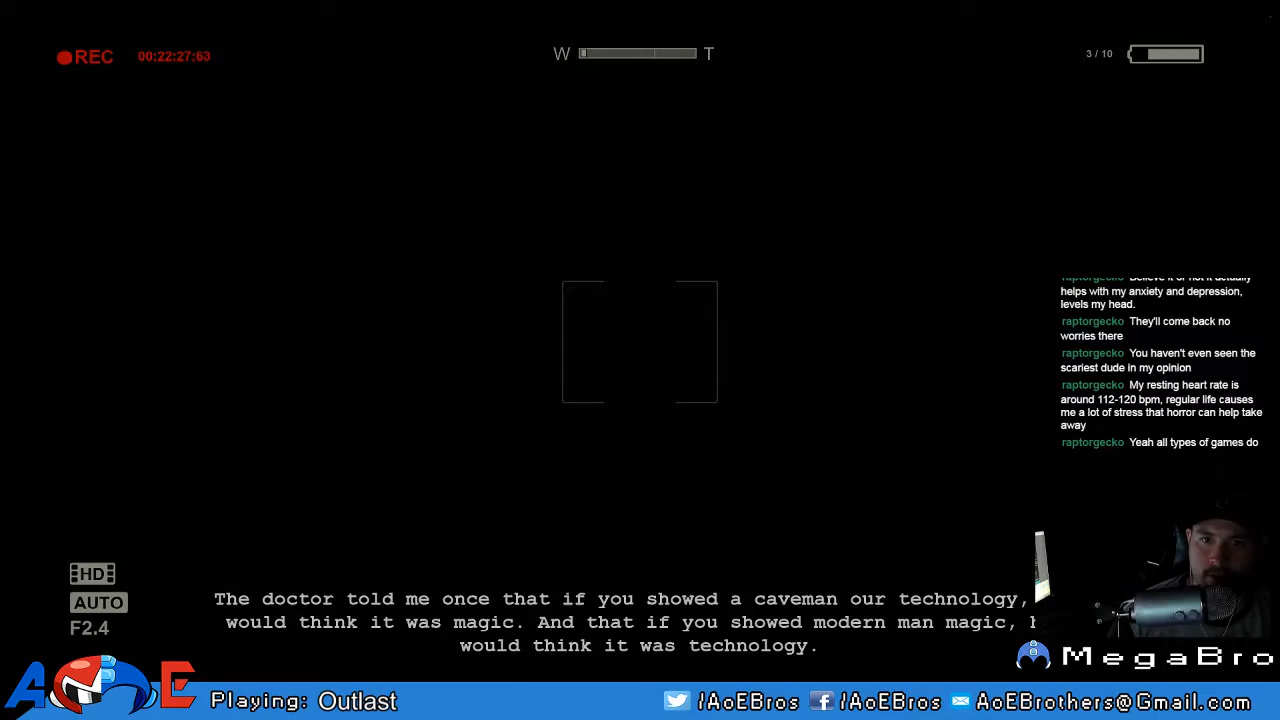 REC 00:22:27:63
W T
3 / 10
helps with my anxiety and depression,
levels my head.
raptorgecko They'll come back no
worries there
raptorgecko You haven't even seen the
scariest dude in my opinion
raptorgecko My resting heart rate is
around 112-120 bpm, regular life causes
me a lot of stress that horror can help take
away
raptorgecko Yeah all types of games do
HD
AUTO
F2.4
The doctor told me once that if you showed a caveman our technology,
would think it was magic. And that if you showed modern man magic,
would think it was technology.
MegaBro
AOE
Playing: Outlast
/AoEBros
/AoEBros
AoEBrothers@Gmail.com